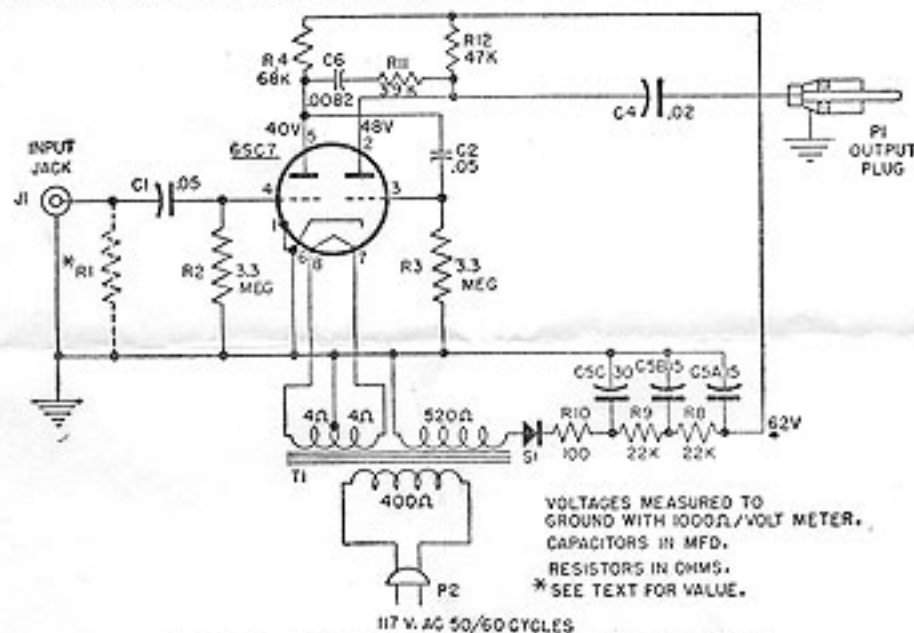 R4
68K
C6
.0082
R11
39K
R12
47K
C4
.02
P1
OUTPUT
PLUG
40V
5
48V
2
6SC7
C2
.05
INPUT
JACK
J1
C1
.05
4
3
1
6
8
7
*R1
R2
3.3
MEG
R3
3.3
MEG
C5C
30
C5B
15
C5A
15
4Ω
4Ω
520Ω
S1
R10
100
R9
22K
R8
22K
62V
T1
400Ω
P2
117 V. AC 50/60 CYCLES
VOLTAGES MEASURED TO
GROUND WITH 1000Ω/VOLT METER.
CAPACITORS IN MFD.
RESISTORS IN OHMS.
* SEE TEXT FOR VALUE.